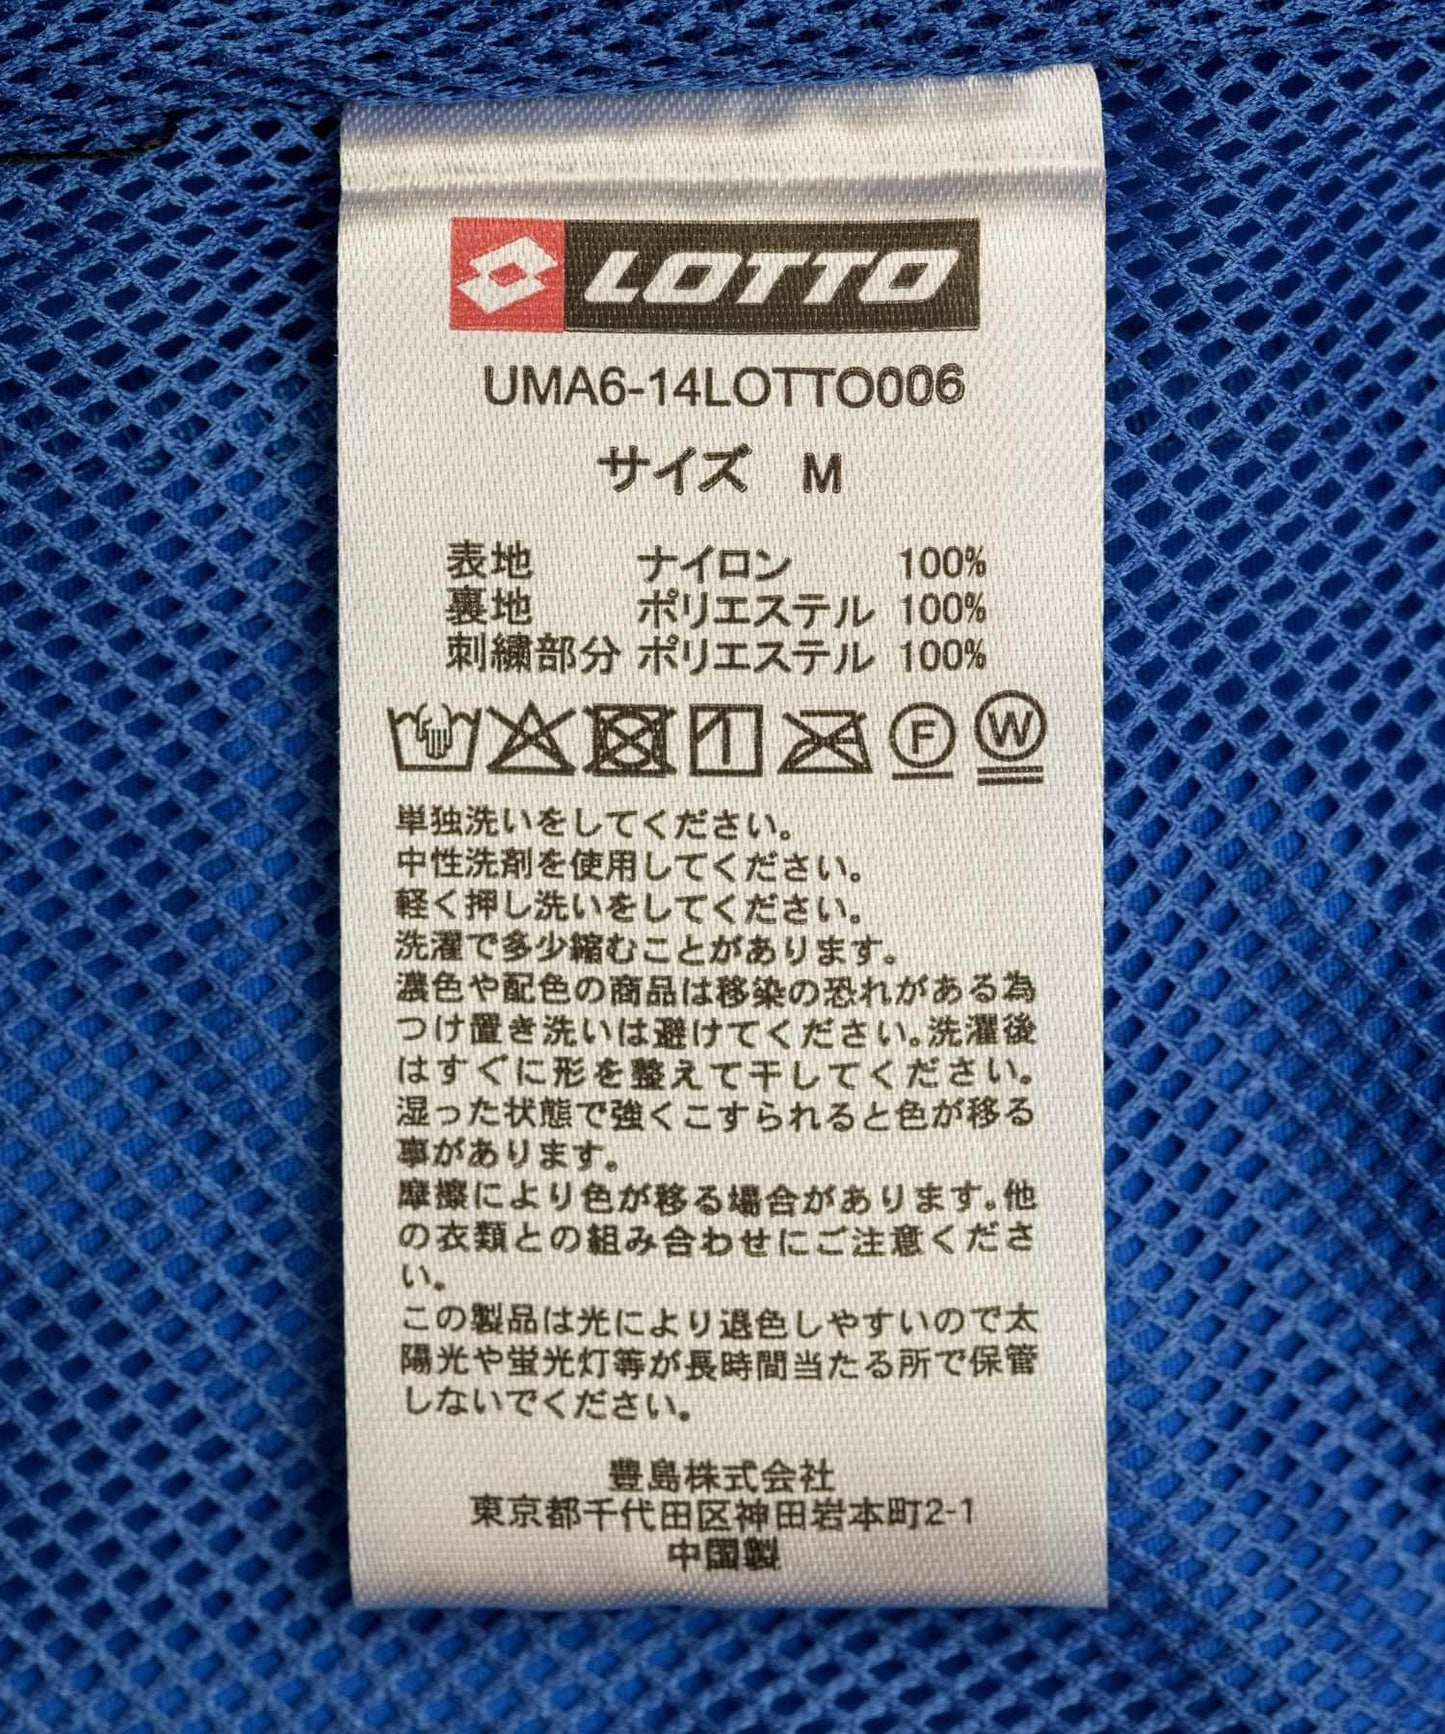 LOTTO
UMA6-14LOTTO006
サイズ M
表地 ナイロン 100%
裏地 ポリエステル 100%
刺繍部分 ポリエステル 100%
F W
単独洗いをしてください。
中性洗剤を使用してください。
軽く押し洗いをしてください。
洗濯で多少縮むことがあります。
濃色や配色の商品は移染の恐れがある為
つけ置き洗いは避けてください。洗濯後
はすぐに形を整えて干してください。
湿った状態で強くこすられると色が移る
事があります。
摩擦により色が移る場合があります。他
の衣類との組み合わせにご注意くださ
い。
この製品は光により退色しやすいので太
陽光や蛍光灯等が長時間当たる所で保管
しないでください。
豊島株式会社
東京都千代田区神田岩本町2-1
中国製